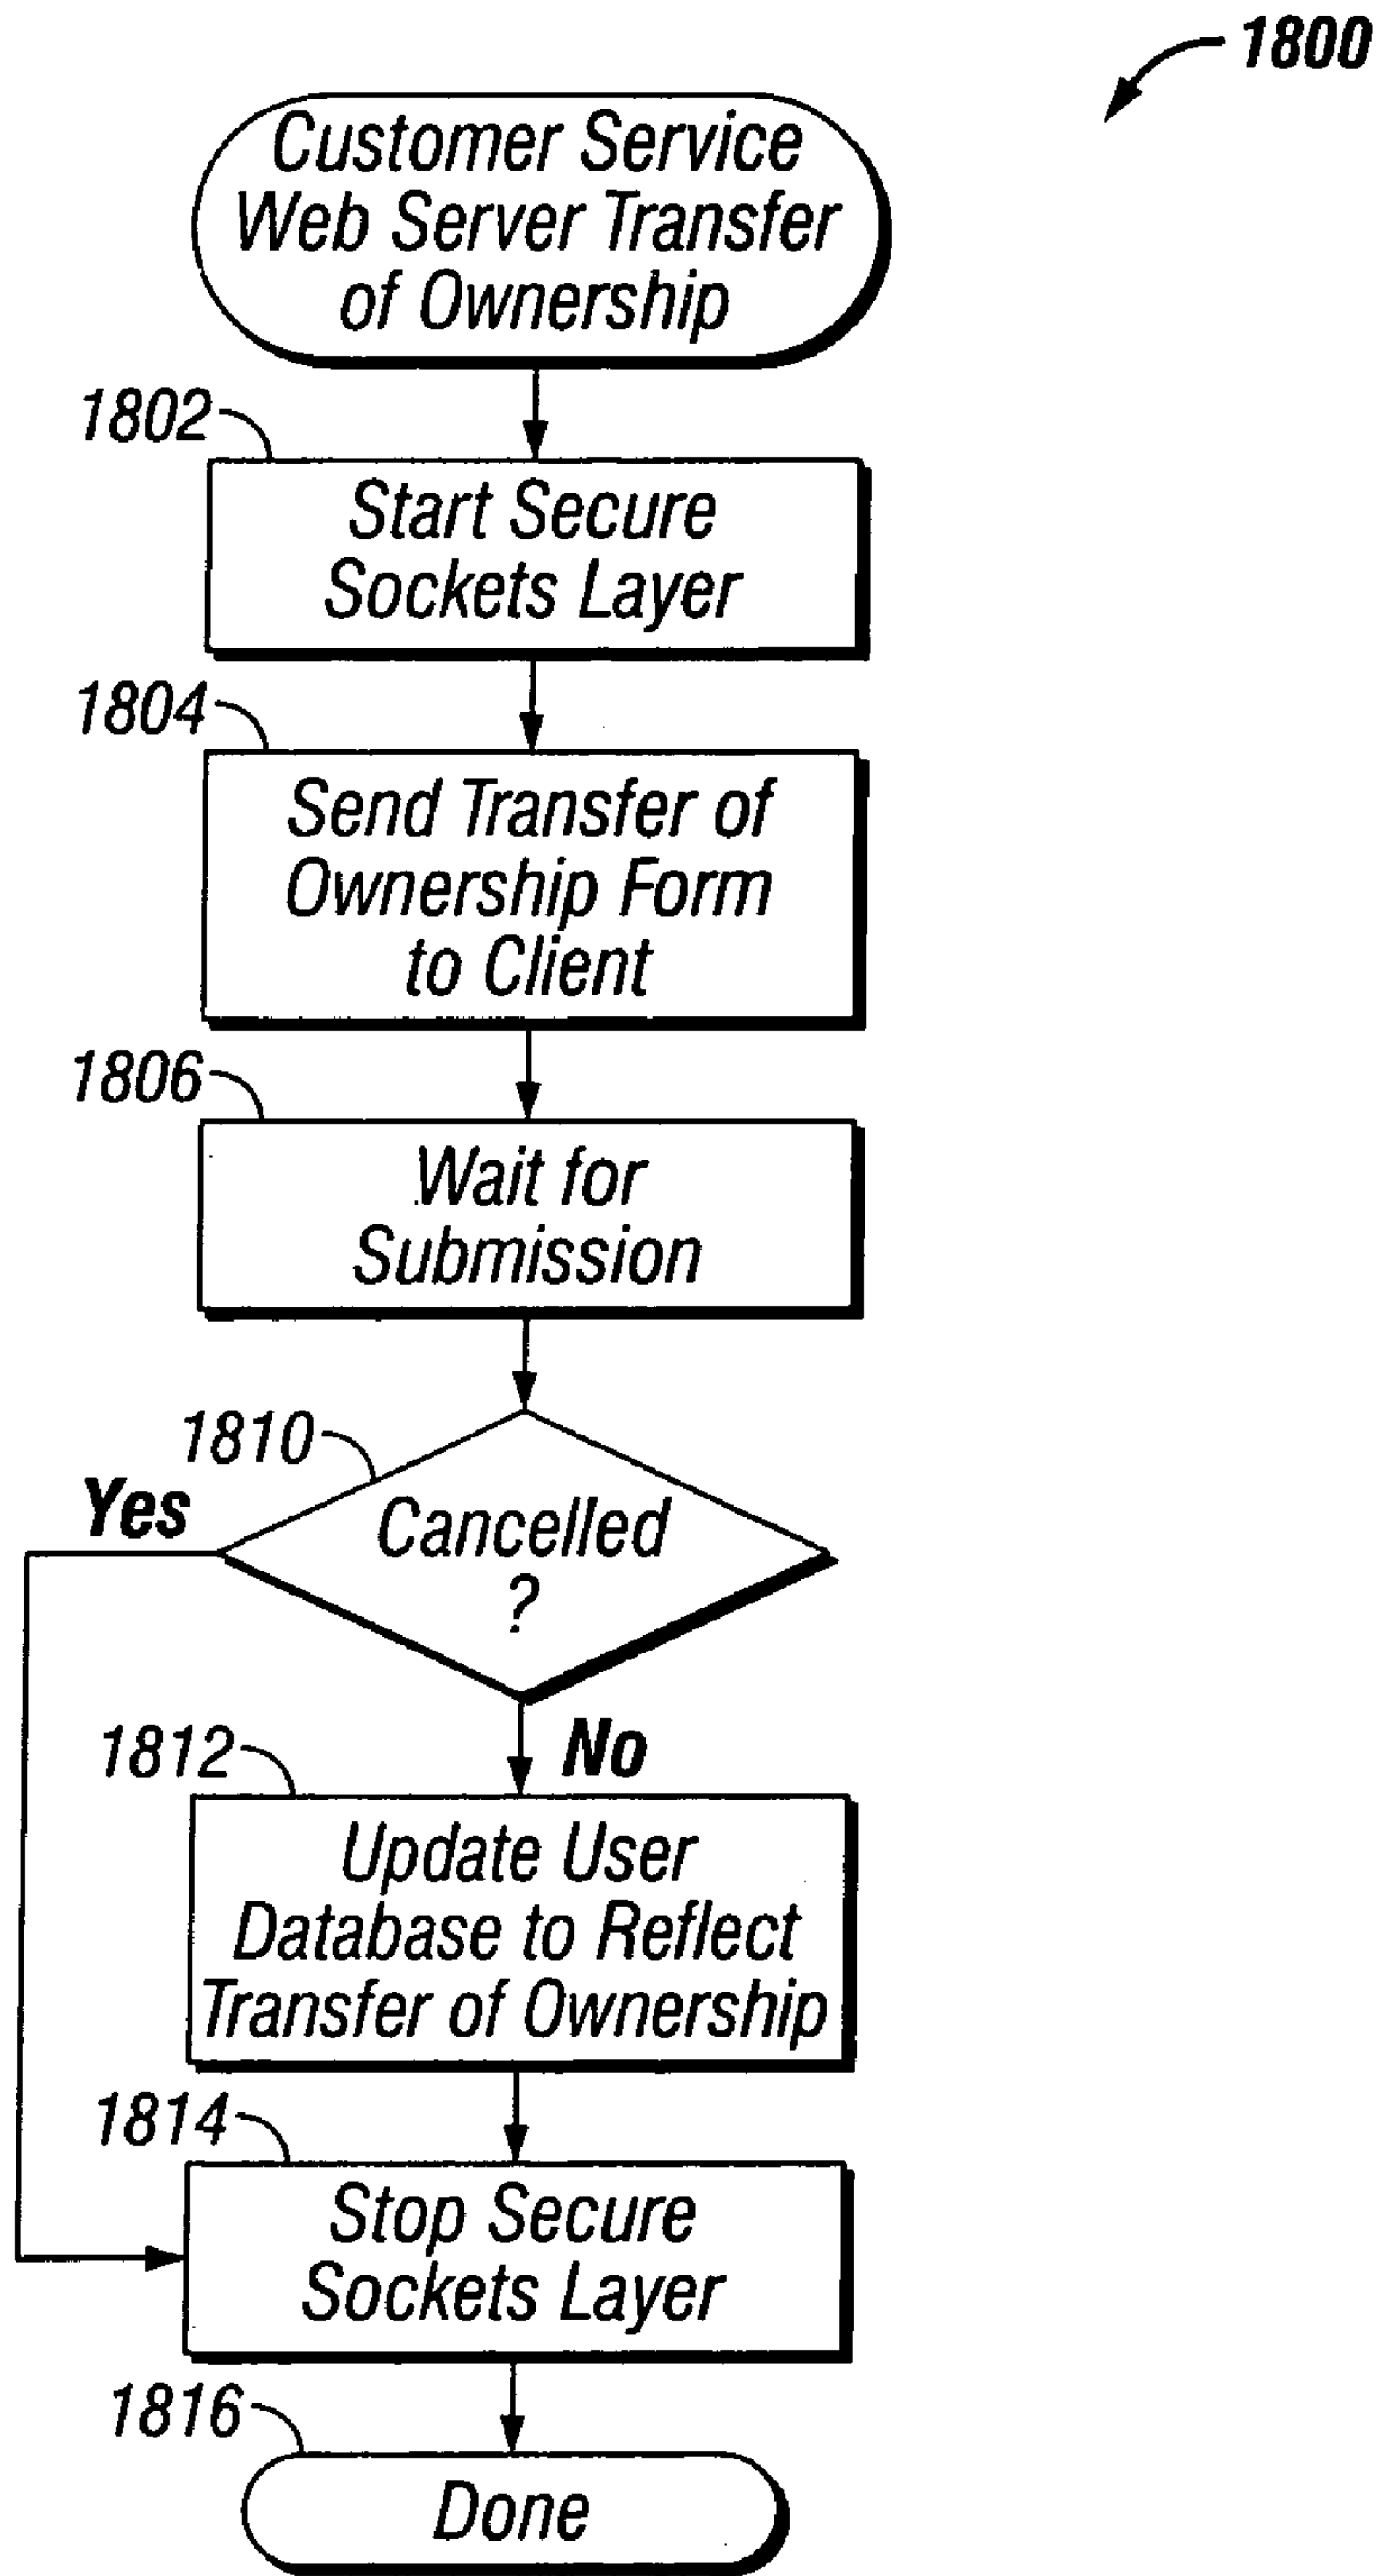 1800
Customer Service
Web Server Transfer
of Ownership
1802
Start Secure
Sockets Layer
1804
Send Transfer of
Ownership Form
to Client
1806
Wait for
Submission
1810
Yes
Cancelled
?
No
1812
Update User
Database to Reflect
Transfer of Ownership
1814
Stop Secure
Sockets Layer
1816
Done